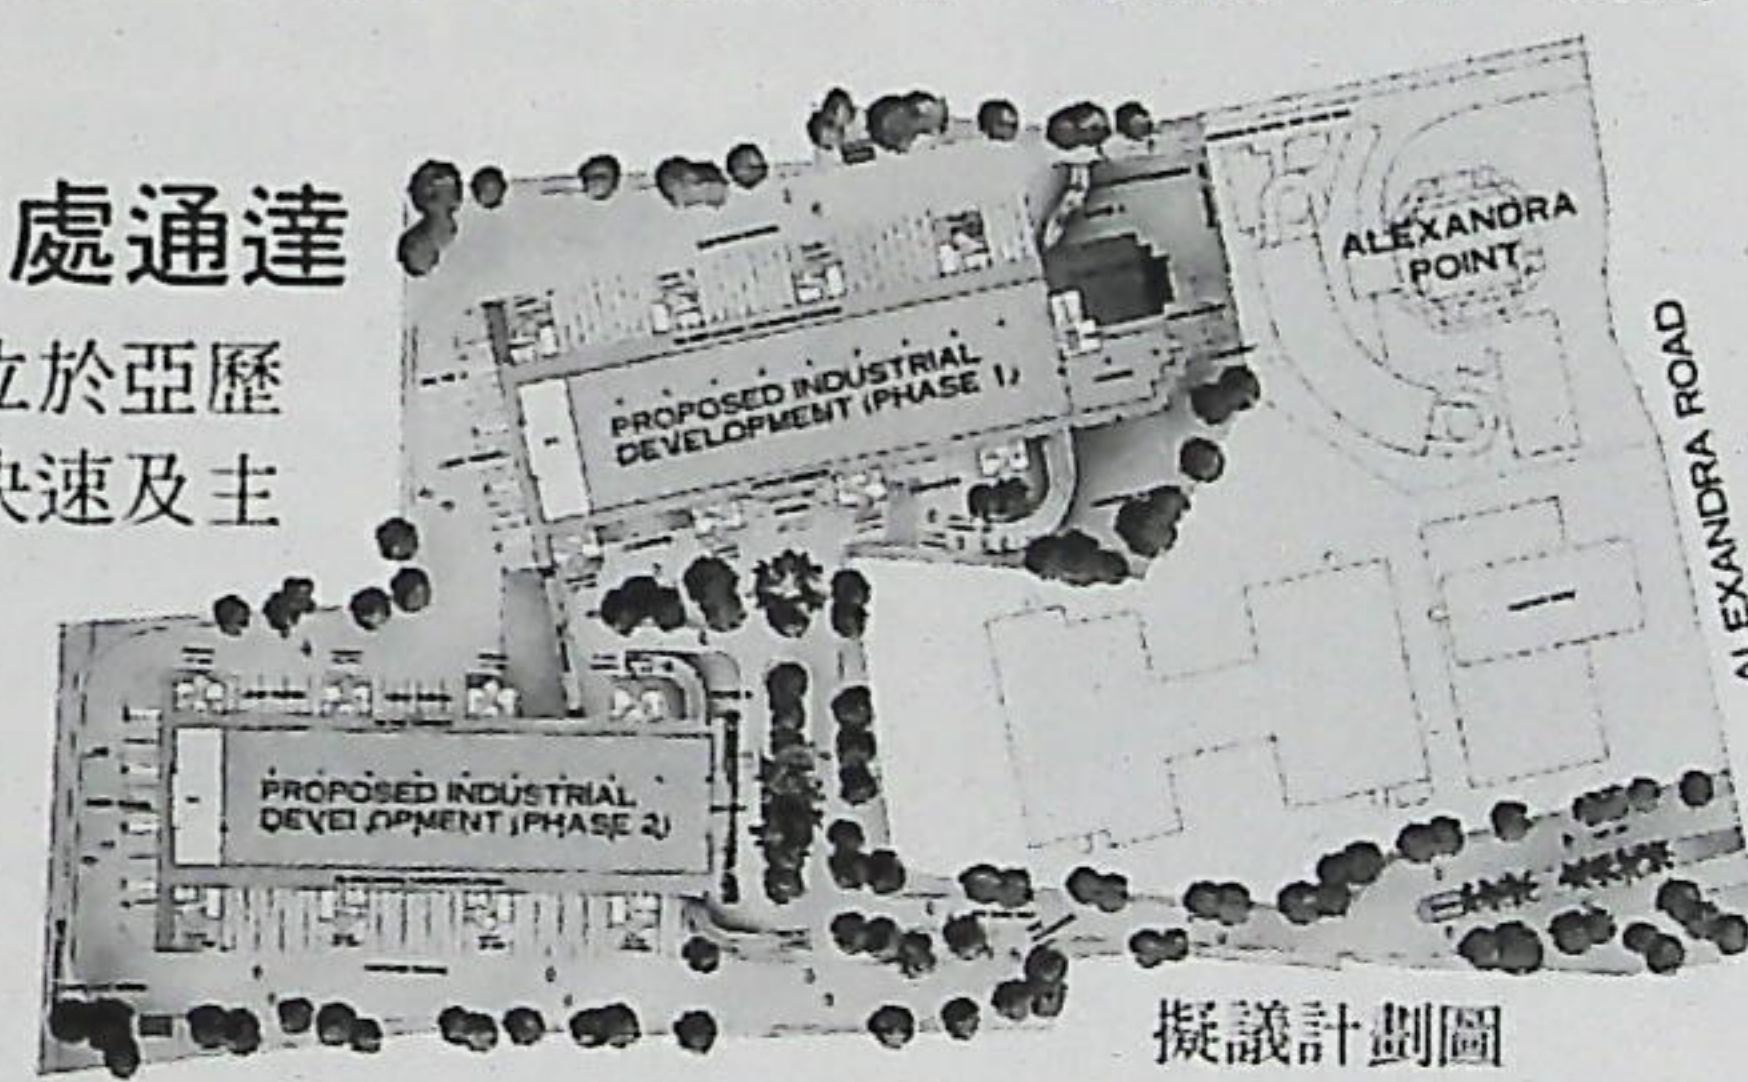 處通達
立於亞歷
快速及主
ALEXANDRA
POINT
ALEXANDRA ROAD
PROPOSED INDUSTRIAL
DEVELOPMENT (PHASE 1)
PROPOSED INDUSTRIAL
DEVELOPMENT (PHASE 2)
擬議計劃圖